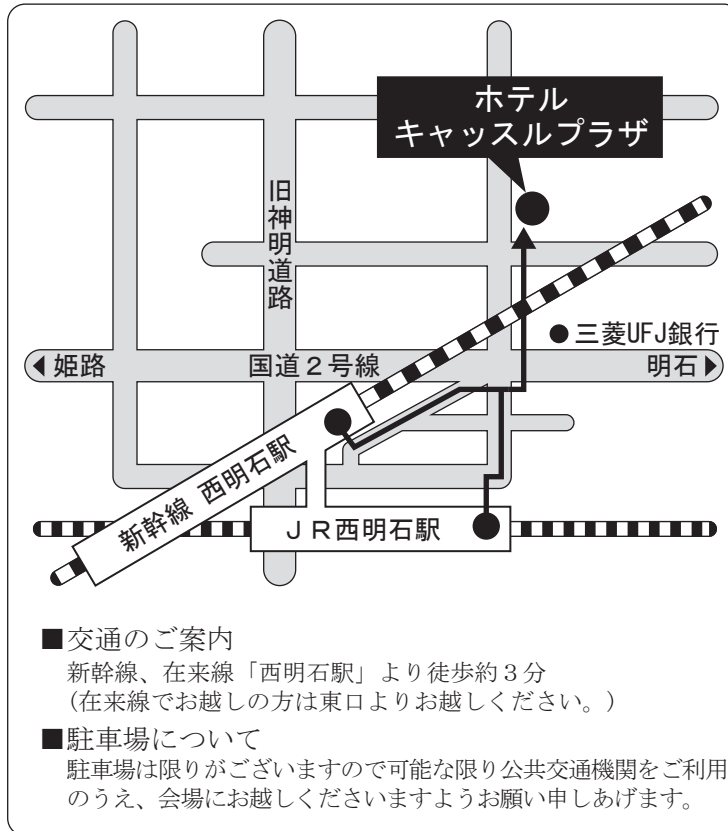 ホテル
キャッスルプラザ
旧神明道路
● 三菱UFJ銀行
◀ 姫路
国道２号線
明石 ▶
新幹線 西明石駅
ＪＲ西明石駅
■交通のご案内
新幹線、在来線「西明石駅」より徒歩約３分
(在来線でお越しの方は東口よりお越しください。)
■駐車場について
駐車場は限りがございますので可能な限り公共交通機関をご利用
のうえ、会場にお越しくださいますようお願い申しあげます。